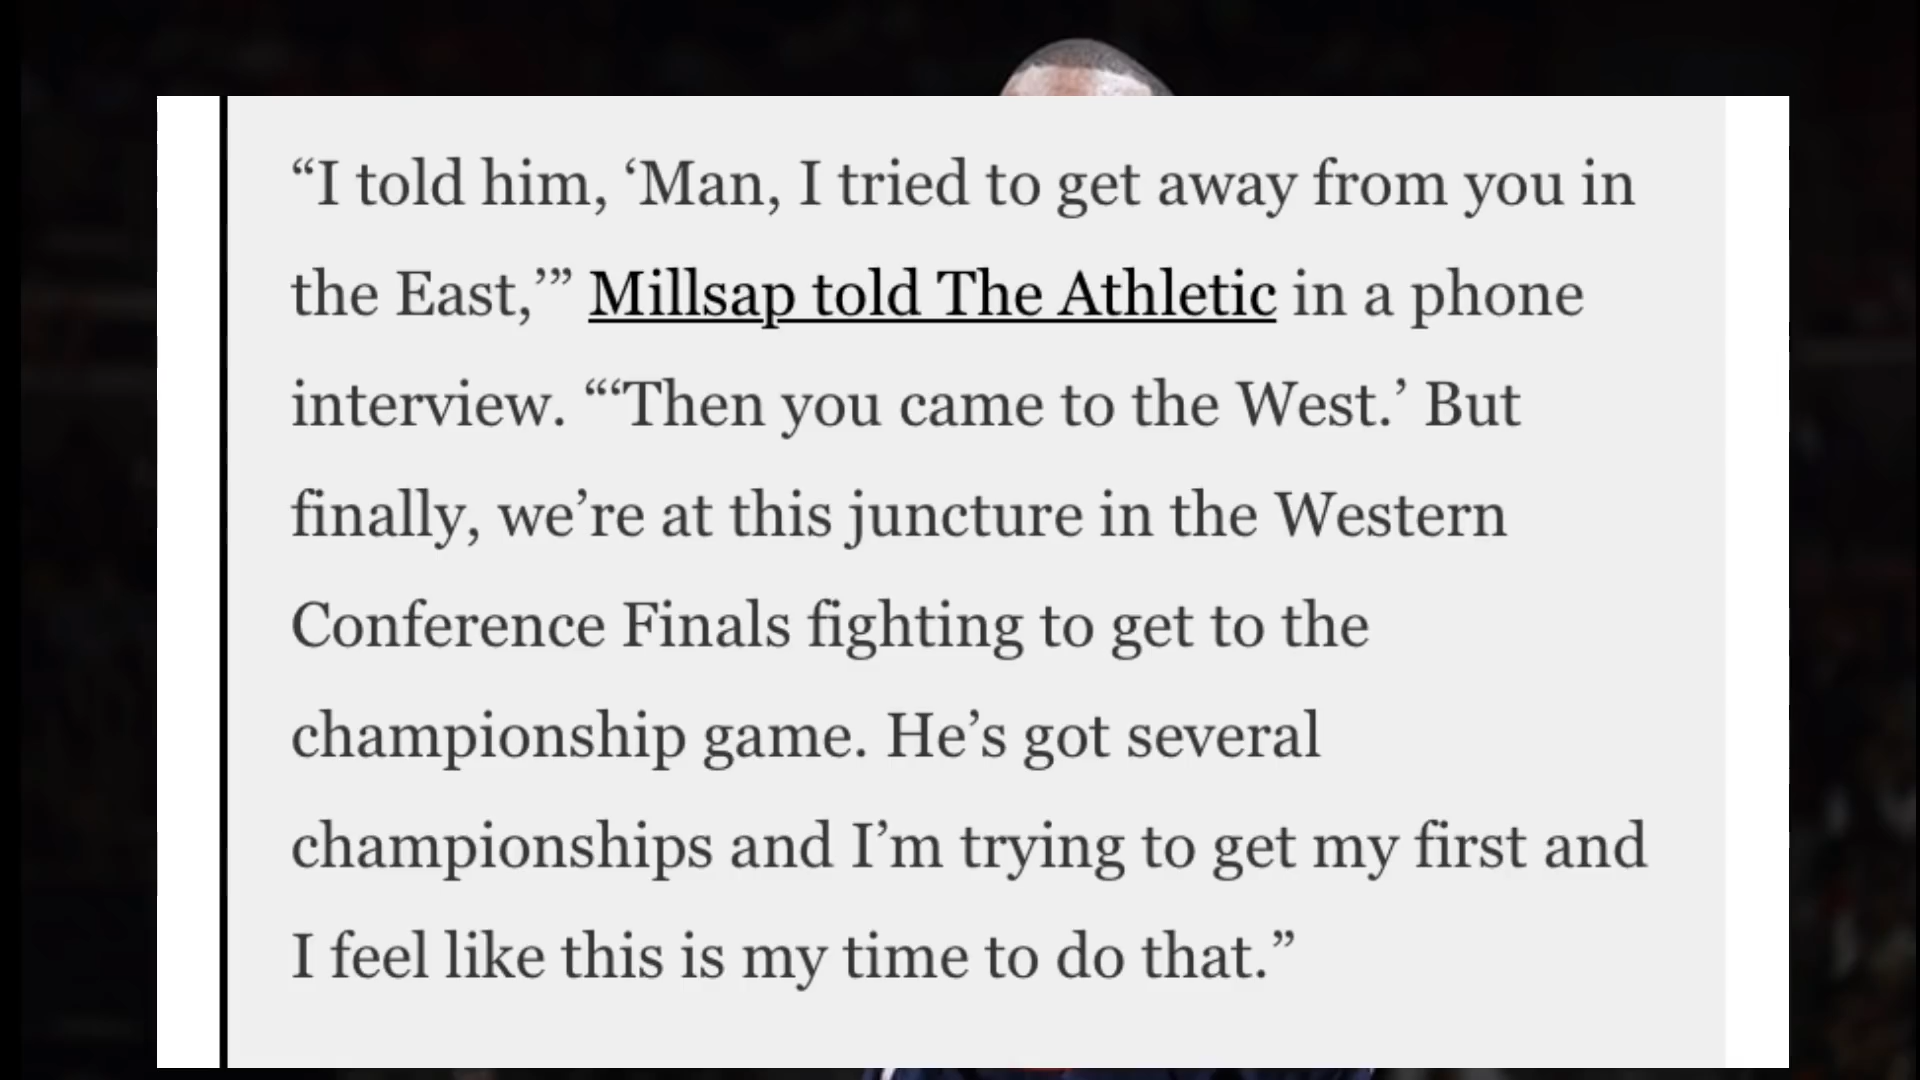 “I told him, ‘Man, I tried to get away from you in
the East,’” Millsap told The Athletic in a phone
interview. “‘Then you came to the West.’ But
finally, we’re at this juncture in the Western
Conference Finals fighting to get to the
championship game. He’s got several
championships and I’m trying to get my first and
I feel like this is my time to do that.”